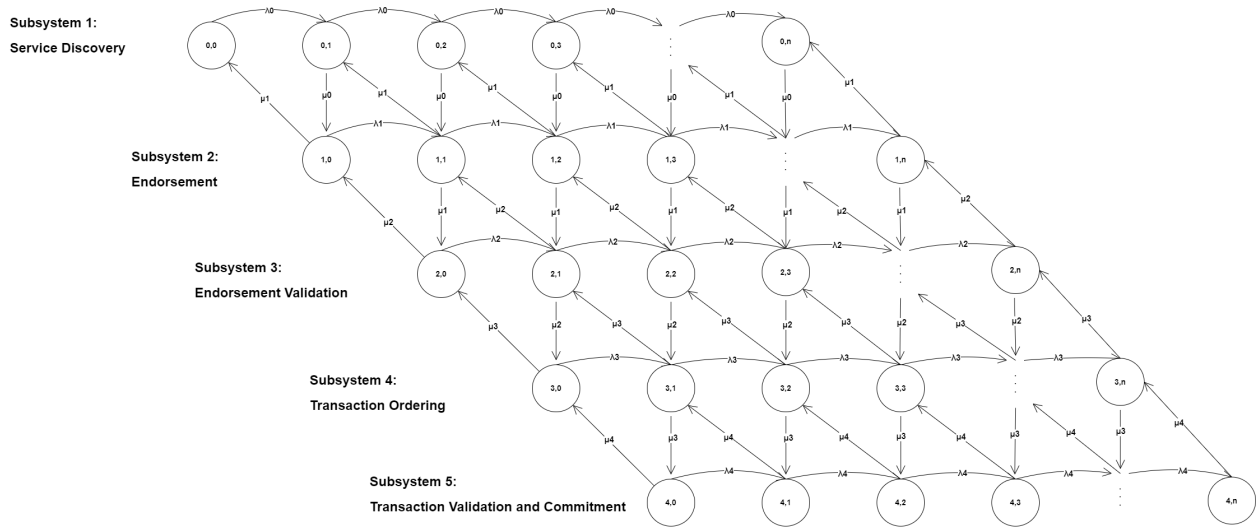 Subsystem 1:
Service Discovery
λ0 λ0 λ0 λ0 λ0
0,0 0,1 0,2 0,3 0,n
μ1 μ0 μ1 μ0 μ1 μ0 μ1 μ0 μ1 μ0 μ1
λ1 λ1 λ1 λ1 λ1
Subsystem 2:
Endorsement
1,0 1,1 1,2 1,3 1,n
μ2 μ1 μ2 μ1 μ2 μ1 μ2 μ1 μ2 μ1 μ2
λ2 λ2 λ2 λ2 λ2
Subsystem 3:
Endorsement Validation
2,0 2,1 2,2 2,3 2,n
μ3 μ2 μ3 μ2 μ3 μ2 μ3 μ2 μ3 μ2 μ3
λ3 λ3 λ3 λ3 λ3
Subsystem 4:
Transaction Ordering
3,0 3,1 3,2 3,3 3,n
μ4 μ3 μ4 μ3 μ4 μ3 μ4 μ3 μ4 μ3 μ4
λ4 λ4 λ4 λ4 λ4
Subsystem 5:
Transaction Validation and Commitment
4,0 4,1 4,2 4,3 4,n